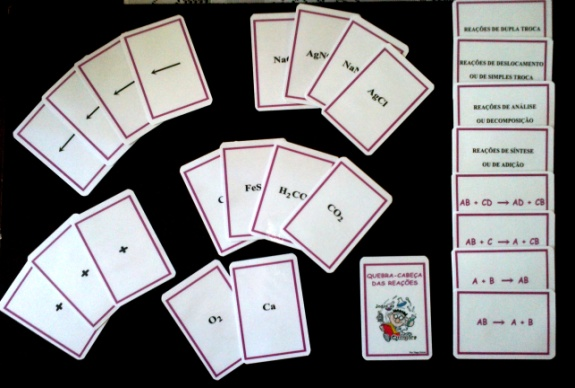 ←
←
←
←
AgCl
FeS
CO₂
+
+
+
O₂
Ca
QUEBRA-CABEÇA
DAS REAÇÕES
REAÇÕES DE DUPLA TROCA
REAÇÕES DE DESLOCAMENTO
OU DE SIMPLES TROCA
REAÇÕES DE ANÁLISE
OU DECOMPOSIÇÃO
REAÇÕES DE SÍNTESE
OU DE ADIÇÃO
AB + CD → AD + CB
AB + C → A + CB
A + B → AB
AB → A + B